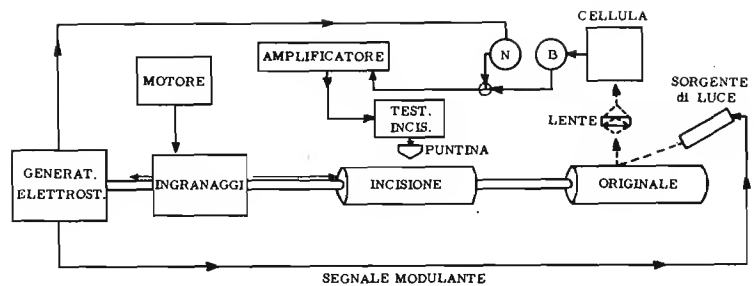 CELLULA
AMPLIFICATORE
N
B
SORGENTE
di LUCE
MOTORE
TEST.
INCIS.
LENTE
PUNTINA
GENERAT.
ELETTROST.
INGRANAGGI
INCISIONE
ORIGINALE
SEGNALE MODULANTE